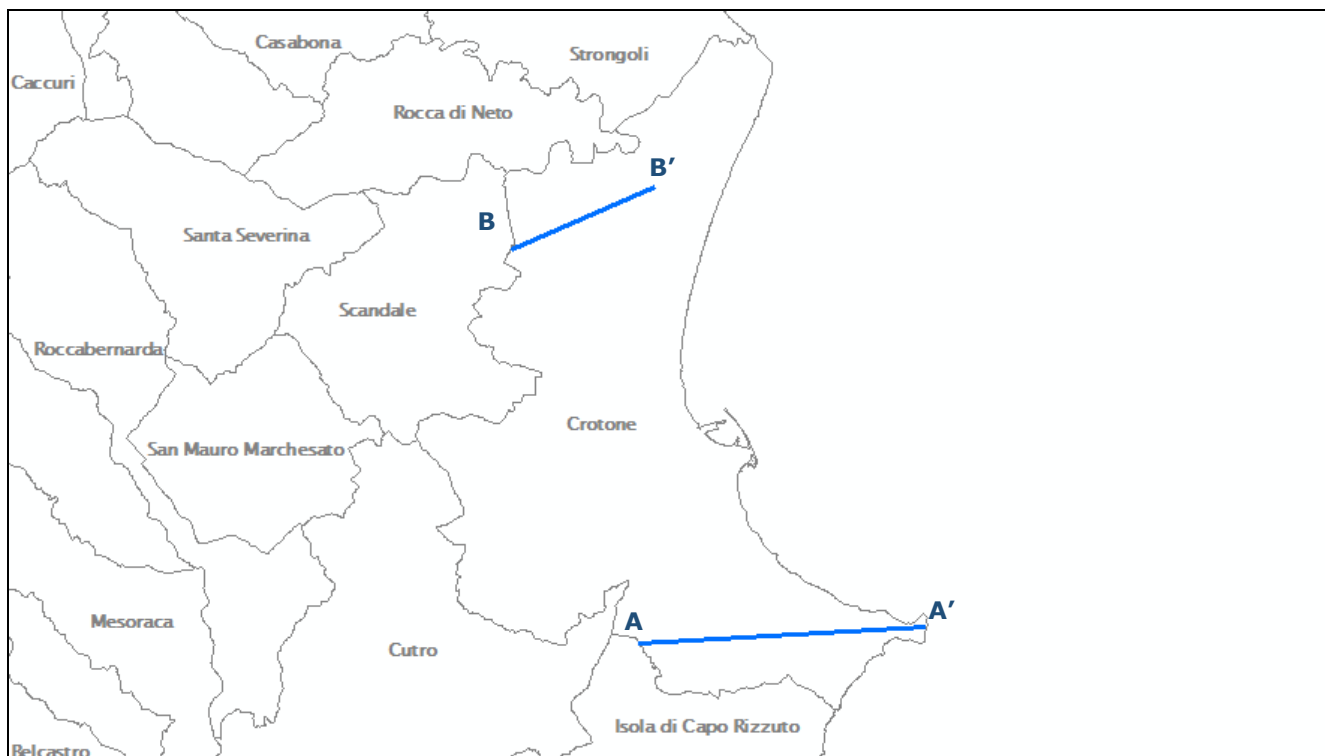 Casabona
Strongoli
Caccuri
Rocca di Neto
B’
B
Santa Severina
Scandale
Roccabernarda
Crotone
San Mauro Marchesato
A’
A
Mesoraca
Cutro
Isola di Capo Rizzuto
Belcastro